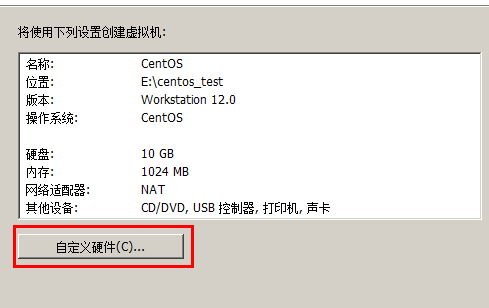 将使用下列设置创建虚拟机:
名称: CentOS
位置: E:\centos_test
版本: Workstation 12.0
操作系统: CentOS
硬盘: 10 GB
内存: 1024 MB
网络适配器: NAT
其他设备: CD/DVD, USB 控制器, 打印机, 声卡
自定义硬件(C)...